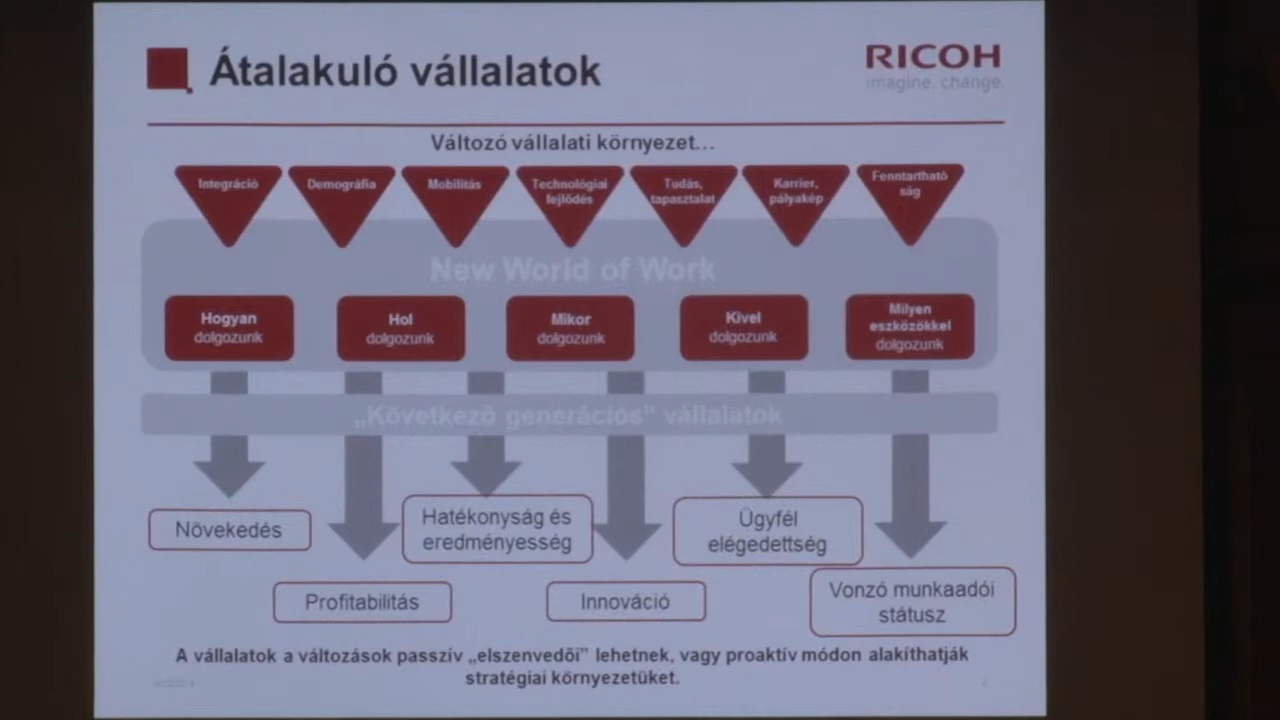 Átalakuló vállalatok
RICOH
imagine. change.
Változó vállalati környezet...
Integráció
Demográfia
Mobilitás
Technológiai
fejlődés
Tudás,
tapasztalat
Karrier,
pályakép
Fenntartható
ság
New World of Work
Hogyan
dolgozunk
Hol
dolgozunk
Mikor
dolgozunk
Kivel
dolgozunk
Milyen
eszközökkel
dolgozunk
„Következő generációs” vállalatok
Növekedés
Hatékonyság és
eredményesség
Ügyfél
elégedettség
Profitabilitás
Innováció
Vonzó munkaadói
státusz
A vállalatok a változások passzív „elszenvedői” lehetnek, vagy proaktív módon alakíthatják
stratégiai környezetüket.